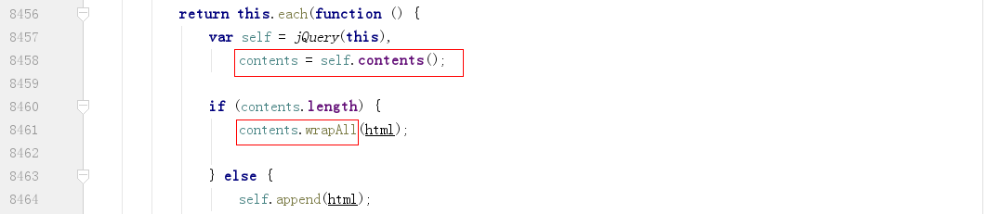 8456 return this.each(function () {
8457 var self = jQuery(this),
8458 contents = self.contents();
8459
8460 if (contents.length) {
8461 contents.wrapAll(html);
8462
8463 } else {
8464 self.append(html);